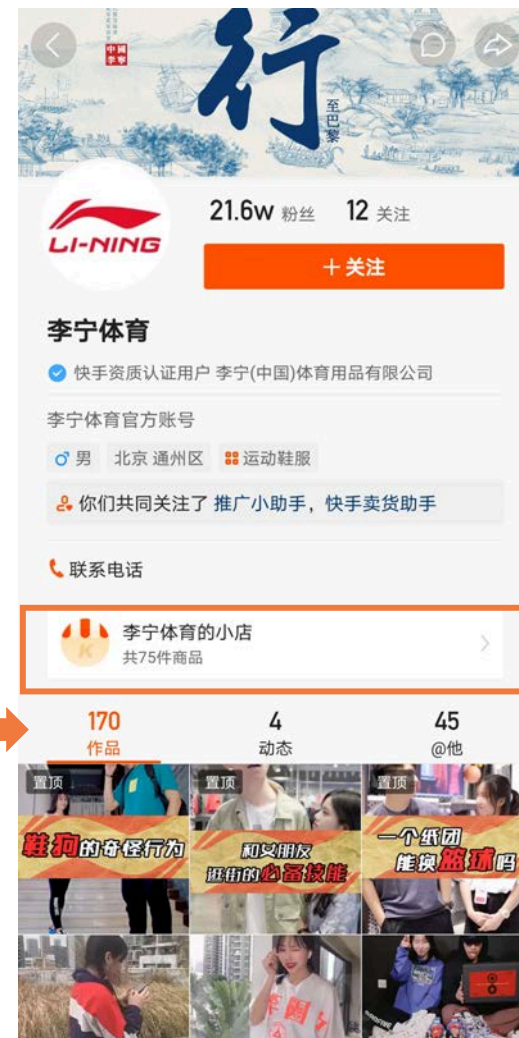 中國
李寧
行
至巴黎
LI-NING
21.6w 粉丝 12 关注
+关注
李宁体育
快手资质认证用户 李宁(中国)体育用品有限公司
李宁体育官方账号
男 北京 通州区 运动鞋服
你们共同关注了 推广小助手，快手卖货助手
联系电话
李宁体育的小店
共75件商品
170 4 45
作品 动态 @他
置顶 置顶 置顶
鞋狗的奇怪行为
和女朋友
逛街的必备技能
一个纸团
能换篮球吗